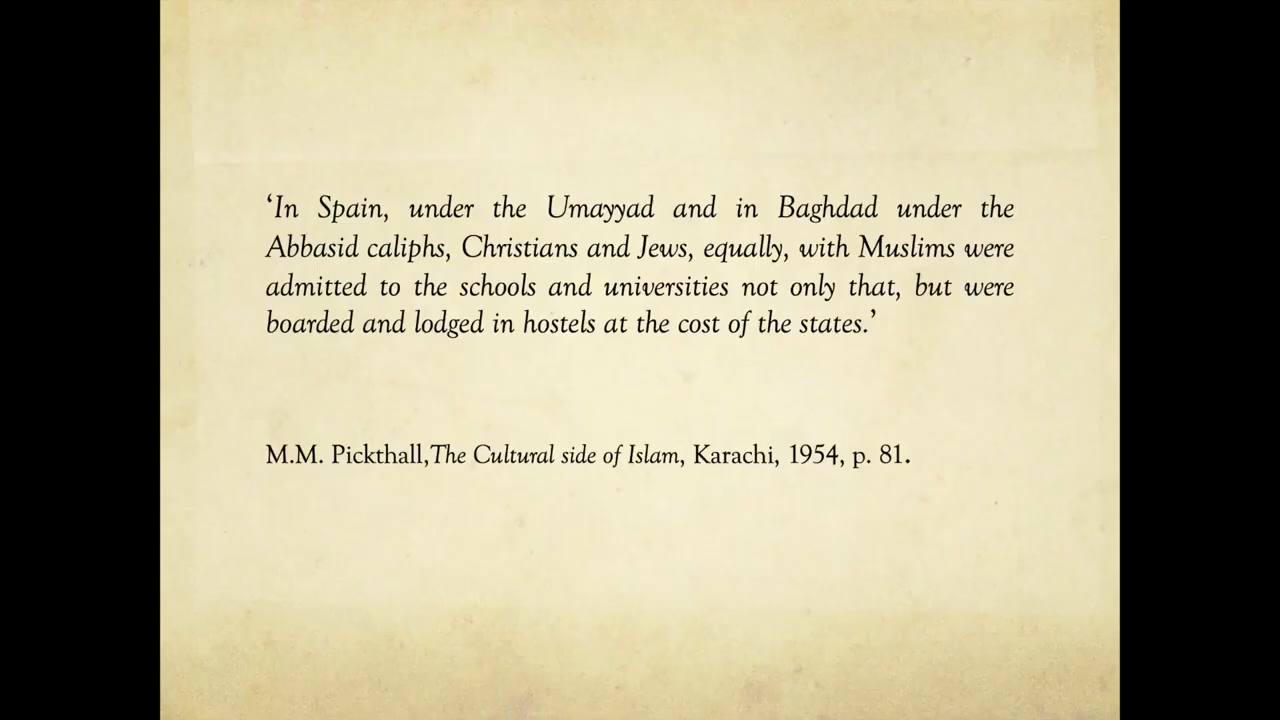 ‘In Spain, under the Umayyad and in Baghdad under the
Abbasid caliphs, Christians and Jews, equally, with Muslims were
admitted to the schools and universities not only that, but were
boarded and lodged in hostels at the cost of the states.’
M.M. Pickthall,The Cultural side of Islam, Karachi, 1954, p. 81.